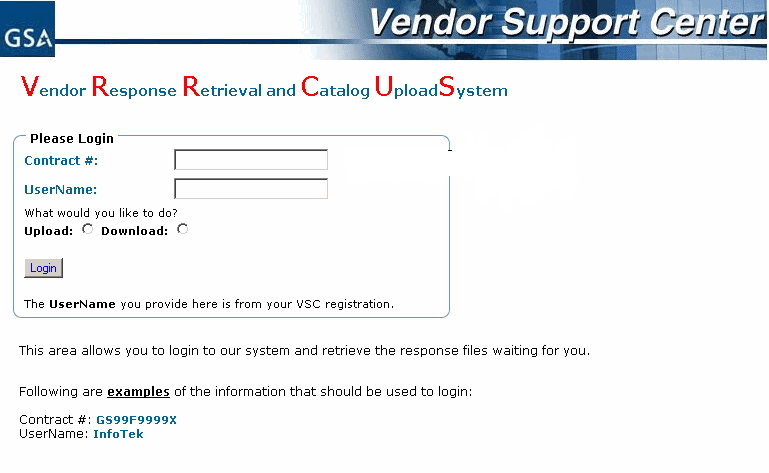 GSA
Vendor Support Center
Vendor Response Retrieval and Catalog UploadSystem
Please Login
Contract #:
UserName:
What would you like to do?
Upload: Download:
Login
The UserName you provide here is from your VSC registration.
This area allows you to login to our system and retrieve the response files waiting for you.
Following are examples of the information that should be used to login:
Contract #: GS99F9999X
UserName: InfoTek